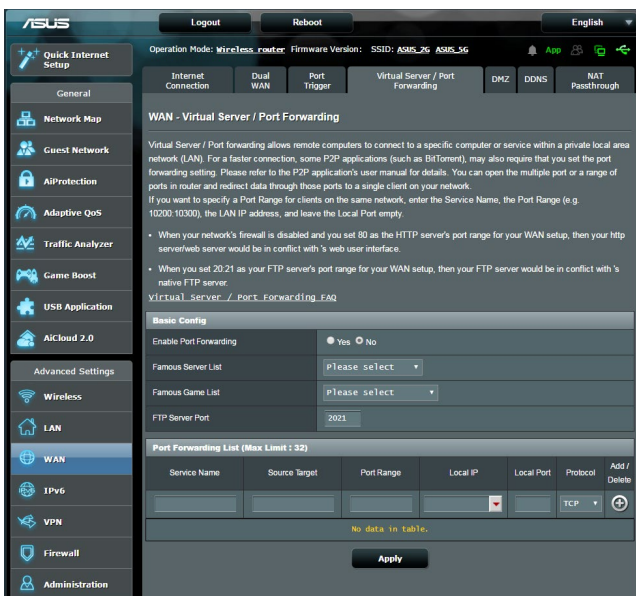 ASUS
Logout
Reboot
English
Quick Internet
Setup
Operation Mode: Wireless router Firmware Version: SSID: ASUS_2G ASUS_5G
App
Internet
Connection
Dual
WAN
Port
Trigger
Virtual Server / Port
Forwarding
DMZ
DDNS
NAT
Passthrough
General
Network Map
Guest Network
AiProtection
Adaptive QoS
Traffic Analyzer
Game Boost
USB Application
AiCloud 2.0
Advanced Settings
Wireless
LAN
WAN
IPv6
VPN
Firewall
Administration
WAN - Virtual Server / Port Forwarding
Virtual Server / Port forwarding allows remote computers to connect to a specific computer or service within a private local area
network (LAN). For a faster connection, some P2P applications (such as BitTorrent), may also require that you set the port
forwarding setting. Please refer to the P2P application's user manual for details. You can open the multiple port or a range of
ports in router and redirect data through those ports to a single client on your network.
If you want to specify a Port Range for clients on the same network, enter the Service Name, the Port Range (e.g.
10200:10300), the LAN IP address, and leave the Local Port empty.
• When your network's firewall is disabled and you set 80 as the HTTP server's port range for your WAN setup, then your http
server/web server would be in conflict with 's web user interface.
• When you set 20:21 as your FTP server's port range for your WAN setup, then your FTP server would be in conflict with 's
native FTP server.
Virtual Server / Port Forwarding FAQ
Basic Config
Enable Port Forwarding
Yes No
Famous Server List
Please select
Famous Game List
Please select
FTP Server Port
2021
Port Forwarding List (Max Limit : 32)
Service Name
Source Target
Port Range
Local IP
Local Port
Protocol
Add /
Delete
TCP
No data in table.
Apply